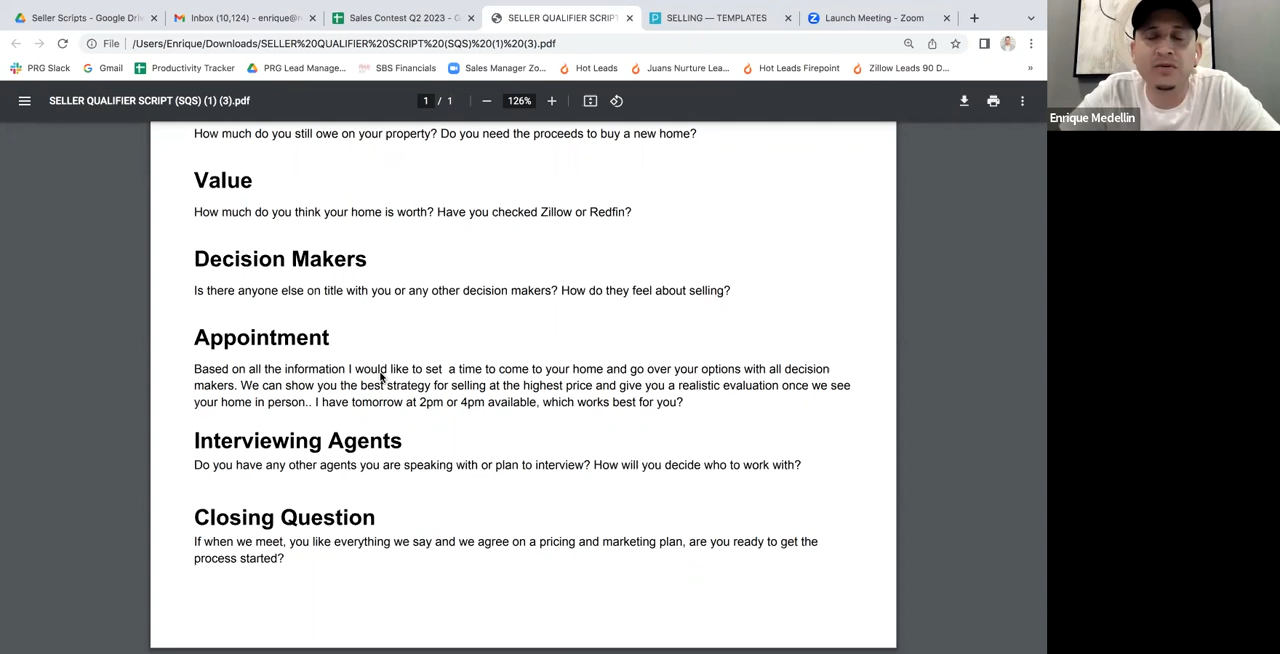 Seller Scripts - Google Driv
Inbox (10,124) - enrique@r
Sales Contest Q2 2023 - G
SELLER QUALIFIER SCRIPT
SELLING — TEMPLATES
Launch Meeting - Zoom
File
/Users/Enrique/Downloads/SELLER%20QUALIFIER%20SCRIPT%20(SQS)%20(1)%20(3).pdf
PRG Slack
Gmail
Productivity Tracker
PRG Lead Manage...
SBS Financials
Sales Manager Zo...
Hot Leads
Juans Nurture Lea...
Hot Leads Firepoint
Zillow Leads 90 D...
»
SELLER QUALIFIER SCRIPT (SQS) (1) (3).pdf
1 / 1
126%
Enrique Medellin
How much do you still owe on your property? Do you need the proceeds to buy a new home?
Value
How much do you think your home is worth? Have you checked Zillow or Redfin?
Decision Makers
Is there anyone else on title with you or any other decision makers? How do they feel about selling?
Appointment
Based on all the information I would like to set  a time to come to your home and go over your options with all decision
makers. We can show you the best strategy for selling at the highest price and give you a realistic evaluation once we see
your home in person.. I have tomorrow at 2pm or 4pm available, which works best for you?
Interviewing Agents
Do you have any other agents you are speaking with or plan to interview? How will you decide who to work with?
Closing Question
If when we meet, you like everything we say and we agree on a pricing and marketing plan, are you ready to get the
process started?